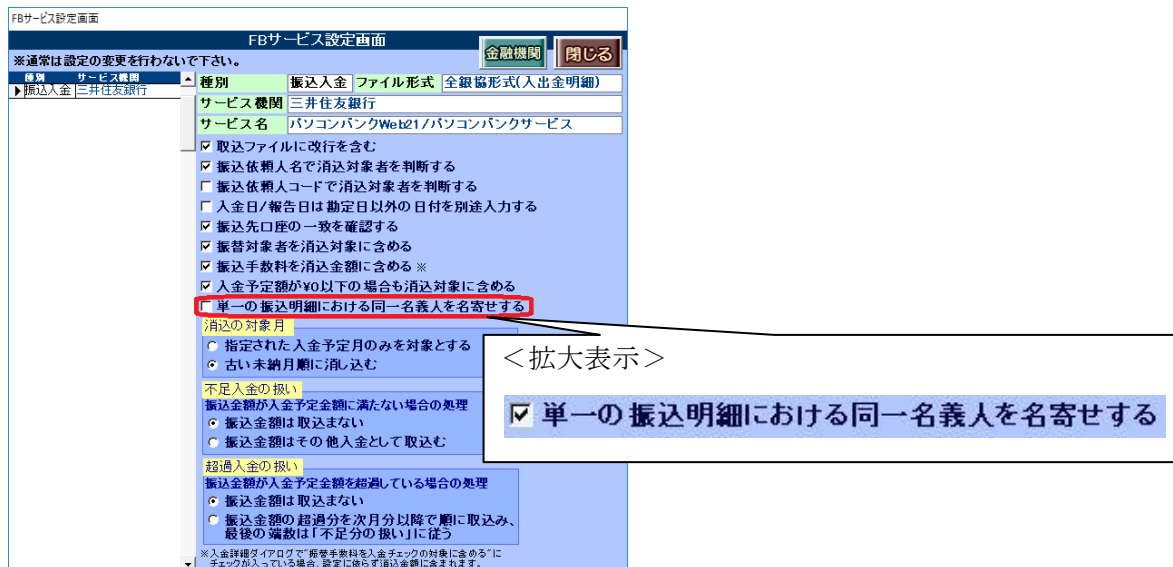 FBサービス設定画面
FBサービス設定画面
金融機関
閉じる
※通常は設定の変更を行わないで下さい。
種別 サービス機関
振込入金 三井住友銀行
種別 振込入金 ファイル形式 全銀協形式(入出金明細)
サービス機関 三井住友銀行
サービス名 パソコンバンクWeb21/パソコンバンクサービス
取込ファイルに改行を含む
振込依頼人名で消込対象者を判断する
振込依頼人コードで消込対象者を判断する
入金日/報告日は勘定日以外の日付を別途入力する
振込先口座の一致を確認する
振替対象者を消込対象に含める
振込手数料を消込金額に含める ※
入金予定額が¥0以下の場合も消込対象に含める
単一の振込明細における同一名義人を名寄せする
消込の対象月
指定された入金予定月のみを対象とする
古い未納月順に消し込む
不足入金の扱い
振込金額が入金予定金額に満たない場合の処理
振込金額は取込まない
振込金額はその他入金として取込む
超過入金の扱い
振込金額が入金予定金額を超過している場合の処理
振込金額は取込まない
振込金額の超過分を次月分以降で順に取込み、
最後の端数は「不足分の扱い」に従う
※入金詳細ダイアログで"振替手数料を入金チェックの対象に含める"に
チェックが入っている場合、設定に依らず消込金額に含まれます。
＜拡大表示＞
単一の振込明細における同一名義人を名寄せする